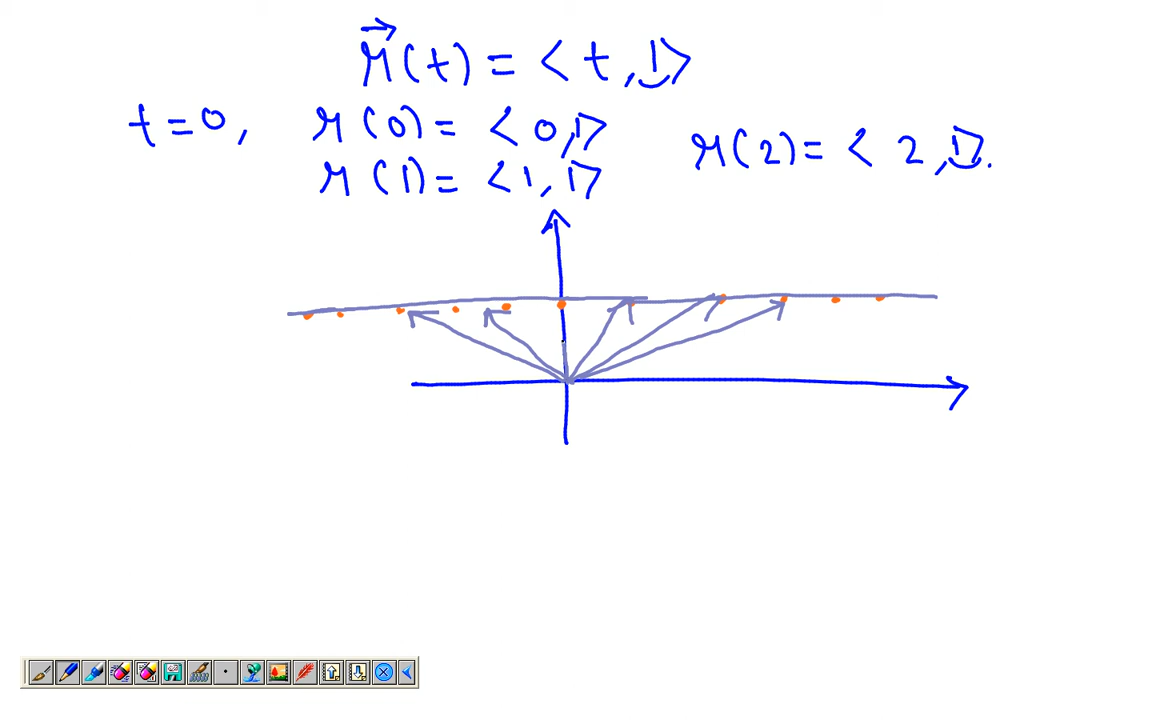 r⃗(t) = < t, 1>
t = 0, r(0) = < 0, 1> r(2) = < 2, 1>.
r(1) = < 1, 1>